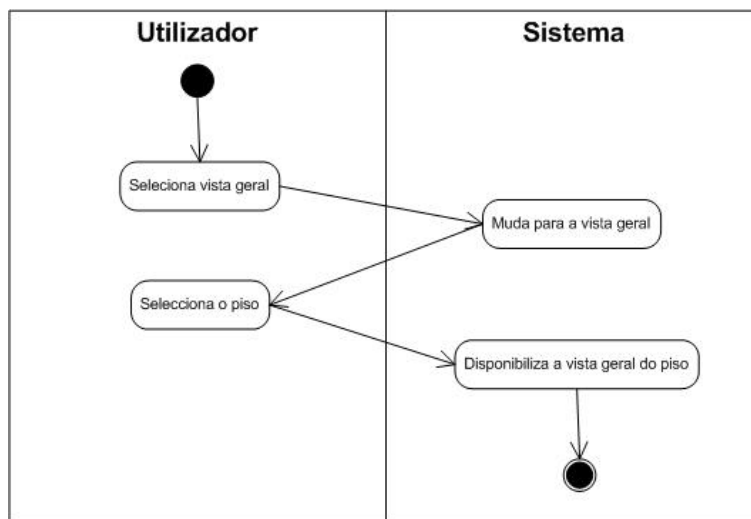 Utilizador
Sistema
Seleciona vista geral
Muda para a vista geral
Selecciona o piso
Disponibiliza a vista geral do piso